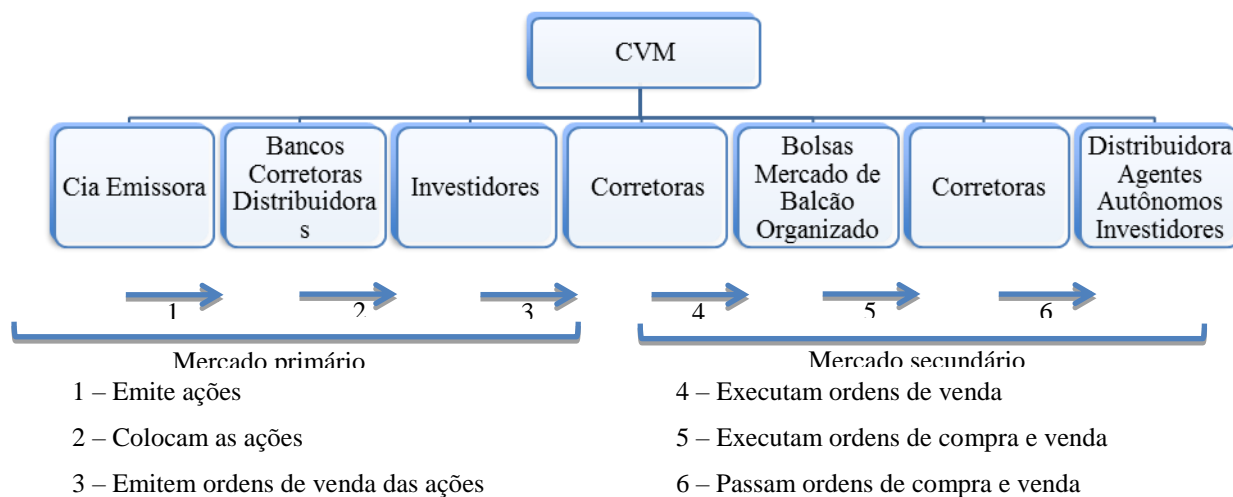 CVM
Cia Emissora
Bancos
Corretoras
Distribuidora
s
Investidores
Corretoras
Bolsas
Mercado de
Balcão
Organizado
Corretoras
Distribuidora
Agentes
Autônomos
Investidores
1
2
3
4
5
6
Mercado primário
Mercado secundário
1 – Emite ações
2 – Colocam as ações
3 – Emitem ordens de venda das ações
4 – Executam ordens de venda
5 – Executam ordens de compra e venda
6 – Passam ordens de compra e venda